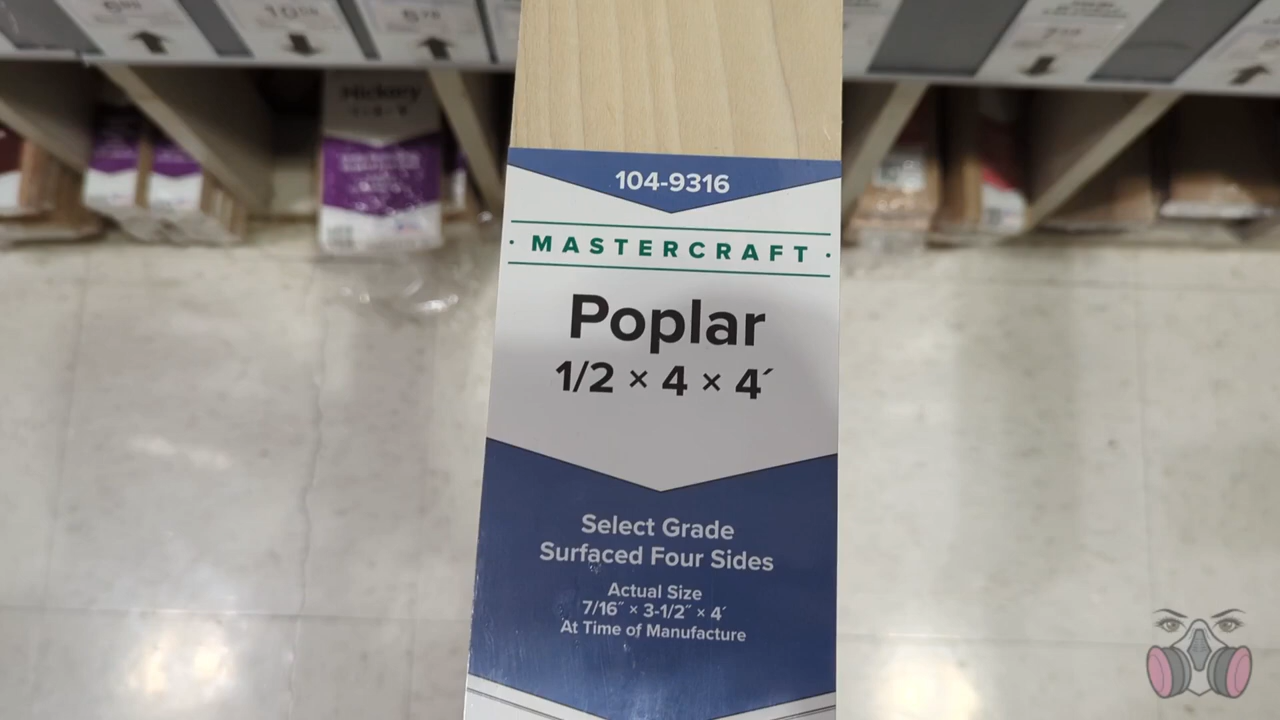 Hickory
104-9316
· MASTERCRAFT ·
Poplar
1/2 × 4 × 4′
Select Grade
Surfaced Four Sides
Actual Size
7/16″ × 3-1/2″ × 4′
At Time of Manufacture